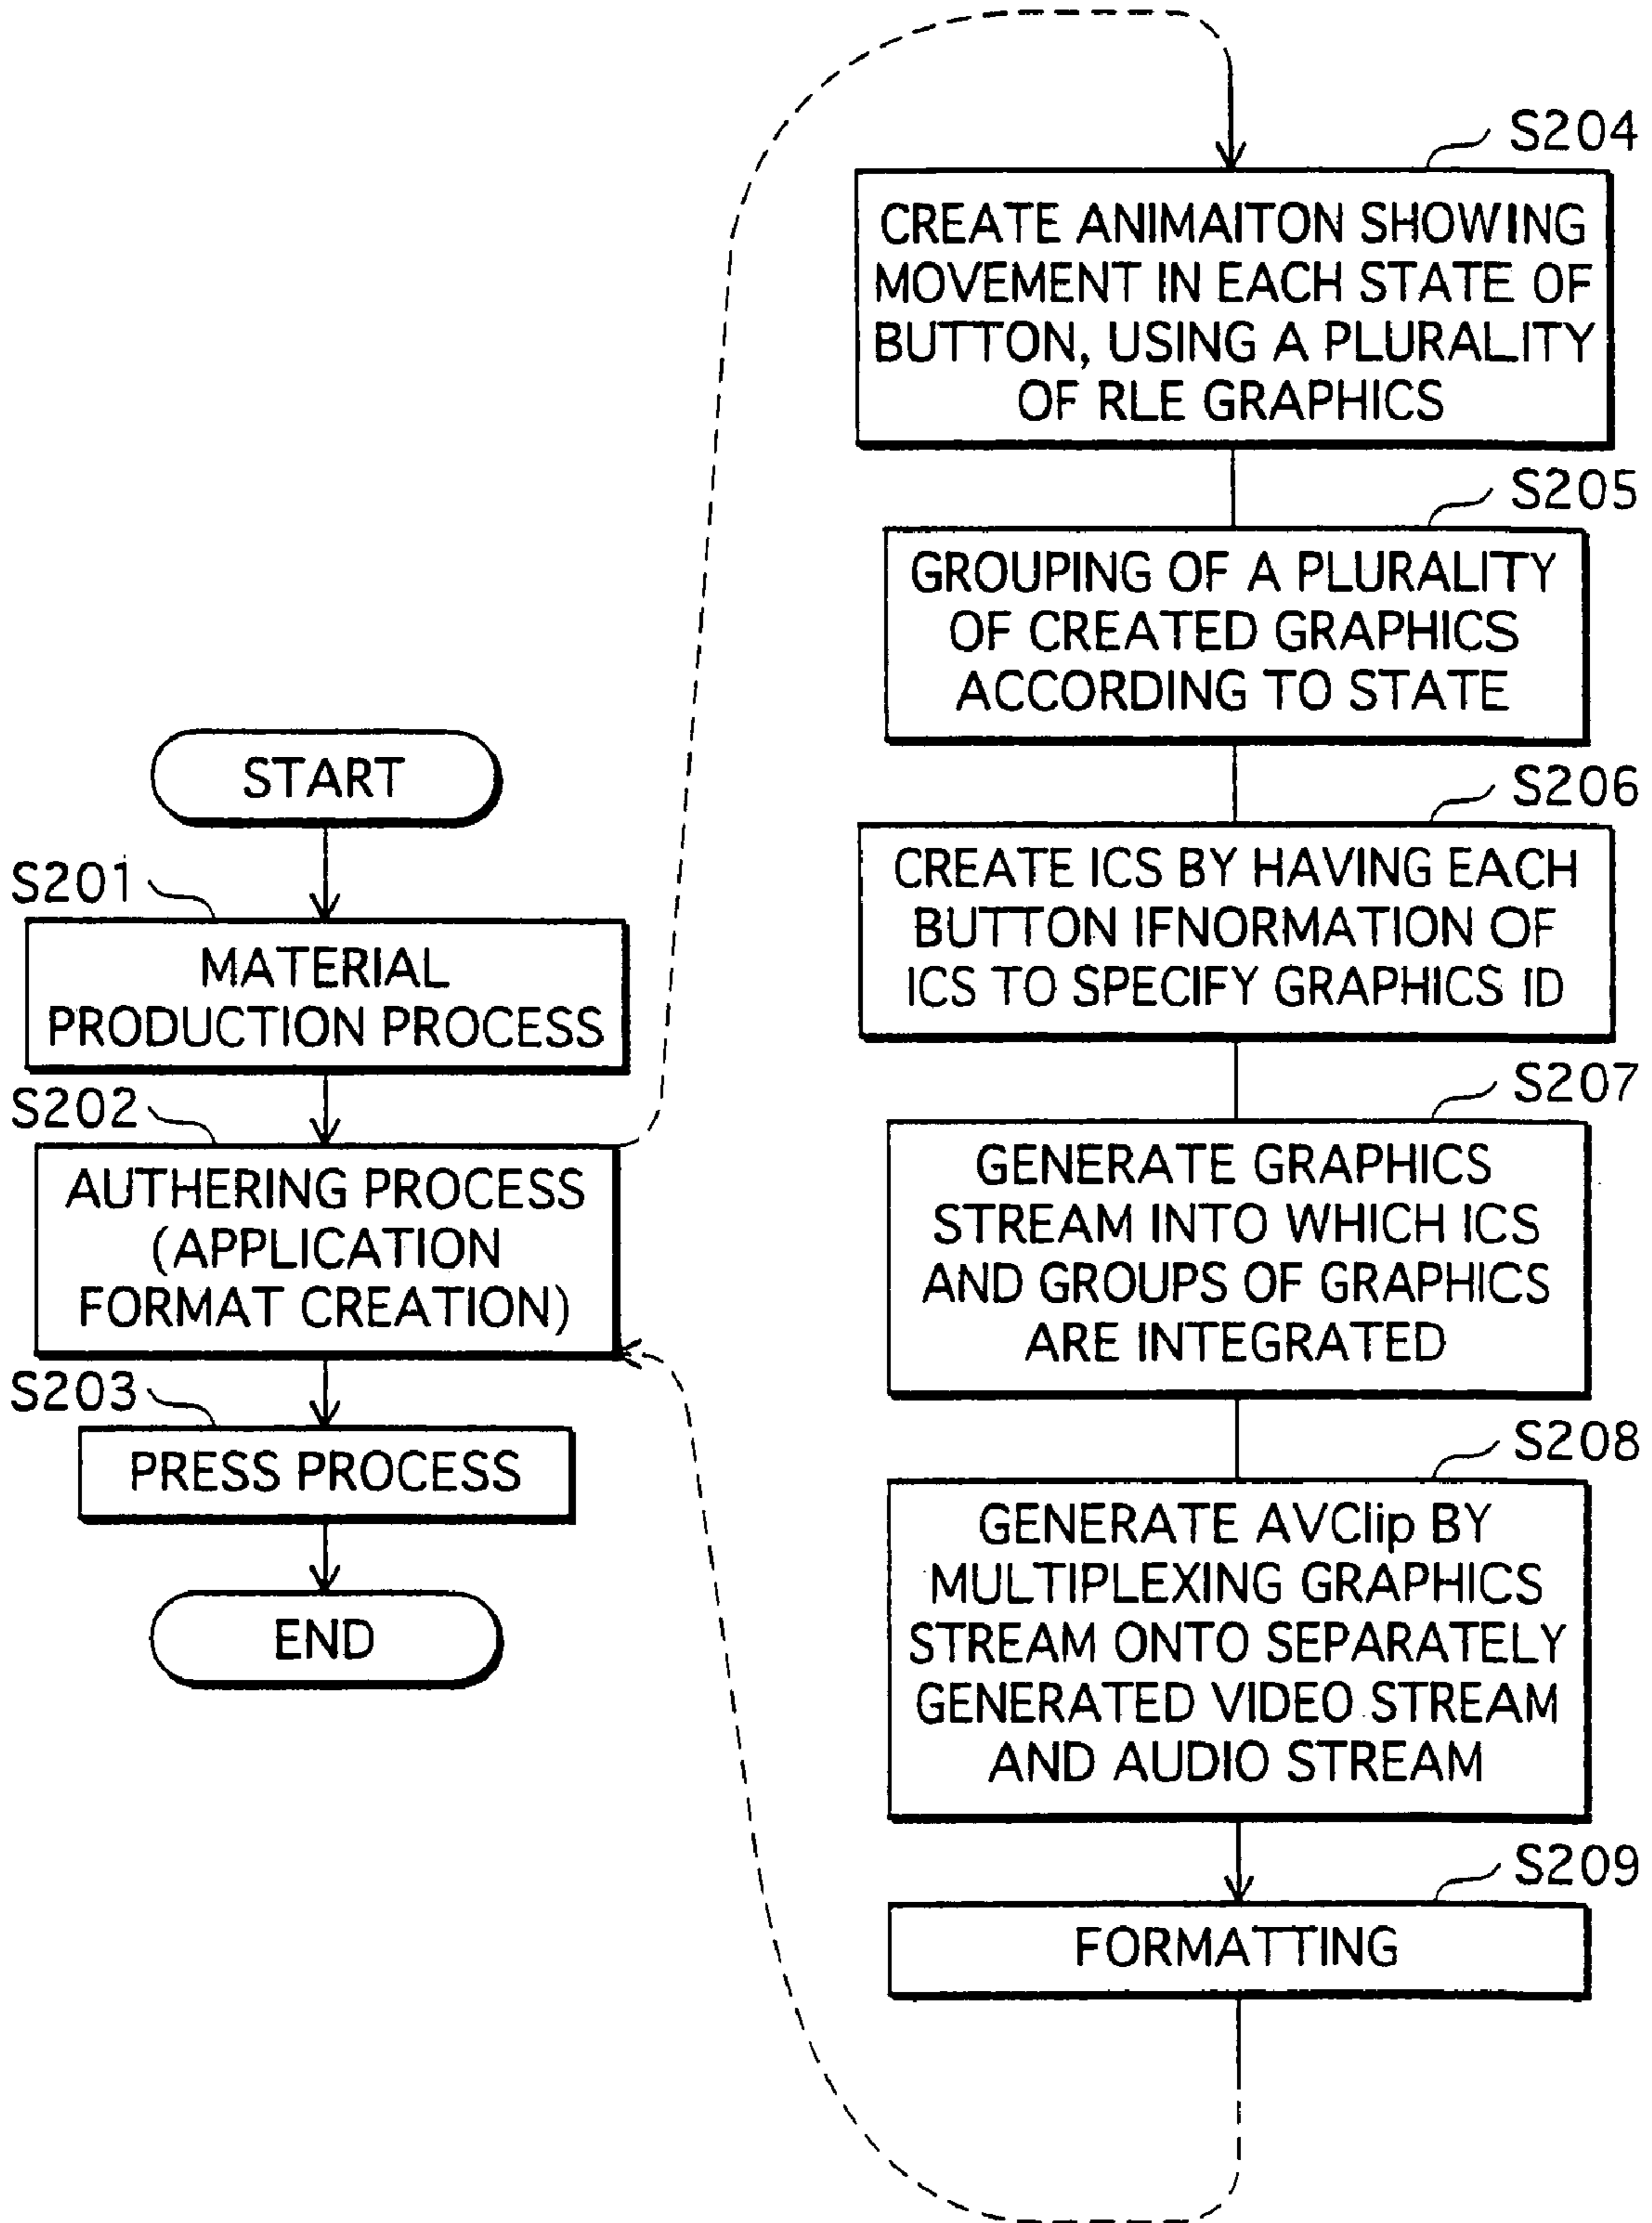 START
S201
MATERIAL
PRODUCTION PROCESS
S202
AUTHERING PROCESS
(APPLICATION
FORMAT CREATION)
S203
PRESS PROCESS
END
S204
CREATE ANIMAITON SHOWING
MOVEMENT IN EACH STATE OF
BUTTON, USING A PLURALITY
OF RLE GRAPHICS
S205
GROUPING OF A PLURALITY
OF CREATED GRAPHICS
ACCORDING TO STATE
S206
CREATE ICS BY HAVING EACH
BUTTON IFNORMATION OF
ICS TO SPECIFY GRAPHICS ID
S207
GENERATE GRAPHICS
STREAM INTO WHICH ICS
AND GROUPS OF GRAPHICS
ARE INTEGRATED
S208
GENERATE AVClip BY
MULTIPLEXING GRAPHICS
STREAM ONTO SEPARATELY
GENERATED VIDEO STREAM
AND AUDIO STREAM
S209
FORMATTING